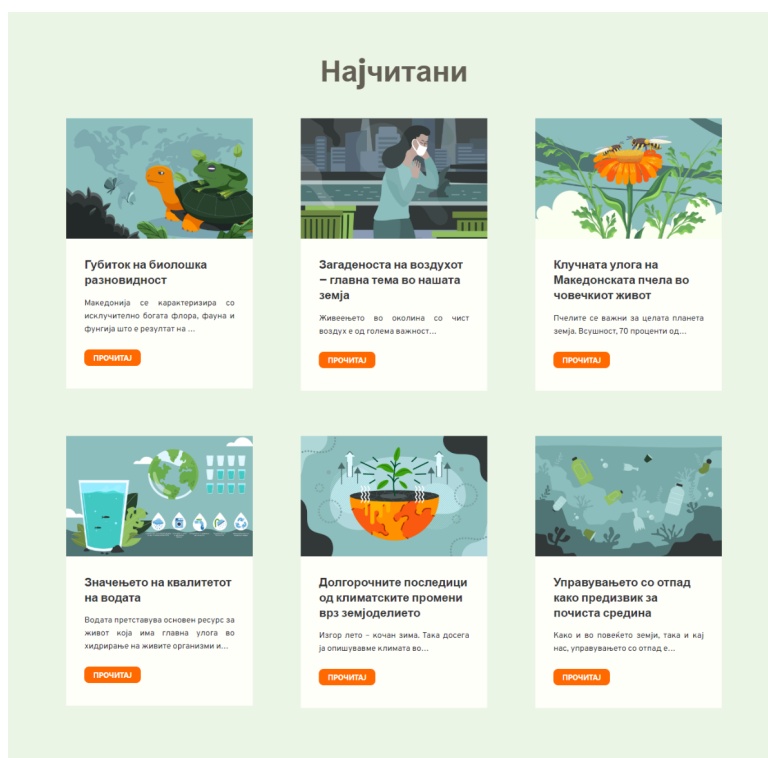 Најчитани
Губиток на биолошка
разновидност
Македонија се карактеризира со
исклучително богата флора, фауна и
фунгија што е резултат на ...
ПРОЧИТАЈ
Загаденоста на воздухот
– главна тема во нашата
земја
Живеењето во околина со чист
воздух е од голема важност...
ПРОЧИТАЈ
Клучната улога на
Македонската пчела во
човечкиот живот
Пчелите се важни за целата планета
земја. Всушност, 70 проценти од...
ПРОЧИТАЈ
Значењето на квалитетот
на водата
Водата претставува основен ресурс за
живот која има главна улога во
хидрирање на живите организми и...
ПРОЧИТАЈ
Долгорочните последици
од климатските промени
врз земјоделието
Изгор лето – кочан зима. Така досега
ја опишувавме климата во...
ПРОЧИТАЈ
Управувањето со отпад
како предизвик за
почиста средина
Како и во повеќето земји, така и кај
нас, управувањето со отпад е...
ПРОЧИТАЈ